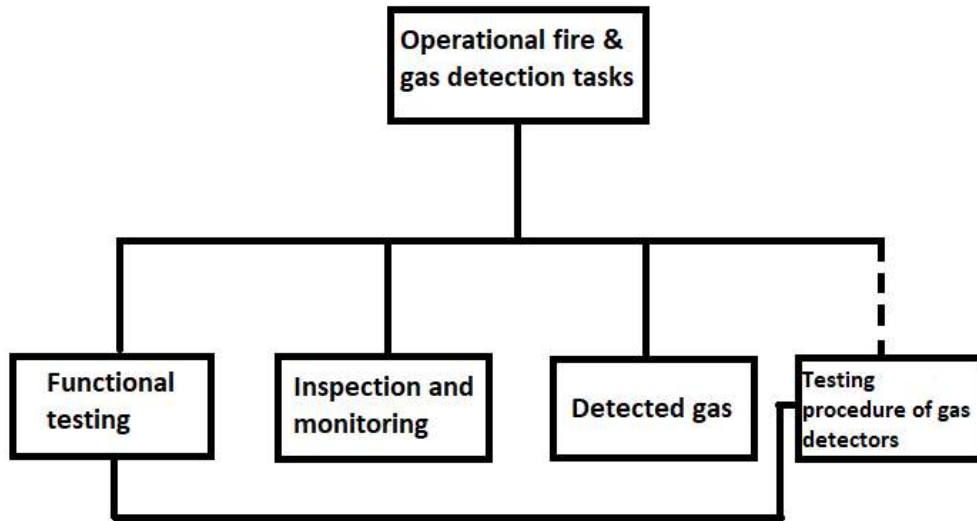 Operational fire &
gas detection tasks
Functional
testing
Inspection and
monitoring
Detected gas
Testing
procedure of gas
detectors